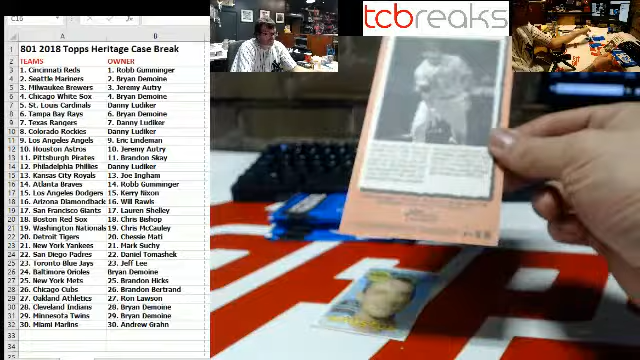 C16
tcbreaks
A B
801 2018 Topps Heritage Case Break
TEAMS OWNER
1. Cincinnati Reds 1. Robb Gumminger
2. Seattle Mariners 2. Bryan Demoine
3. Milwaukee Brewers 3. Jeremy Autry
4. Chicago White Sox 4. Bryan Demoine
5. St. Louis Cardinals Danny Ludiker
6. Tampa Bay Rays 6. Bryan Demoine
7. Texas Rangers 7. Danny Ludiker
8. Colorado Rockies Danny Ludiker
9. Los Angeles Angels 9. Eric Lindeman
10. Houston Astros 10. Jeremy Autry
11. Pittsburgh Pirates 11. Brandon Skay
12. Philadelphia Phillies Danny Ludiker
13. Kansas City Royals 13. Joe Ingham
14. Atlanta Braves 14. Robb Gumminger
15. Los Angeles Dodgers 15. Kerry Nixon
16. Arizona Diamondback 16. Will Rawls
17. San Francisco Giants 17. Lauren Shelley
18. Boston Red Sox 18. Chris Bishop
19. Washington Nationals 19. Chris McCauley
20. Detroit Tigers 20. Chesse Mati
21. New York Yankees 21. Mark Suchy
22. San Diego Padres 22. Daniel Tomashek
23. Toronto Blue Jays 23. Jeff Lee
24. Baltimore Orioles Bryan Demoine
25. New York Mets 25. Brandon Hicks
26. Chicago Cubs 26. Brandon Bertrand
27. Oakland Athletics 27. Ron Lawson
28. Cleveland Indians 28. Bryan Demoine
29. Minnesota Twins 29. Bryan Demoine
30. Miami Marlins 30. Andrew Grahn